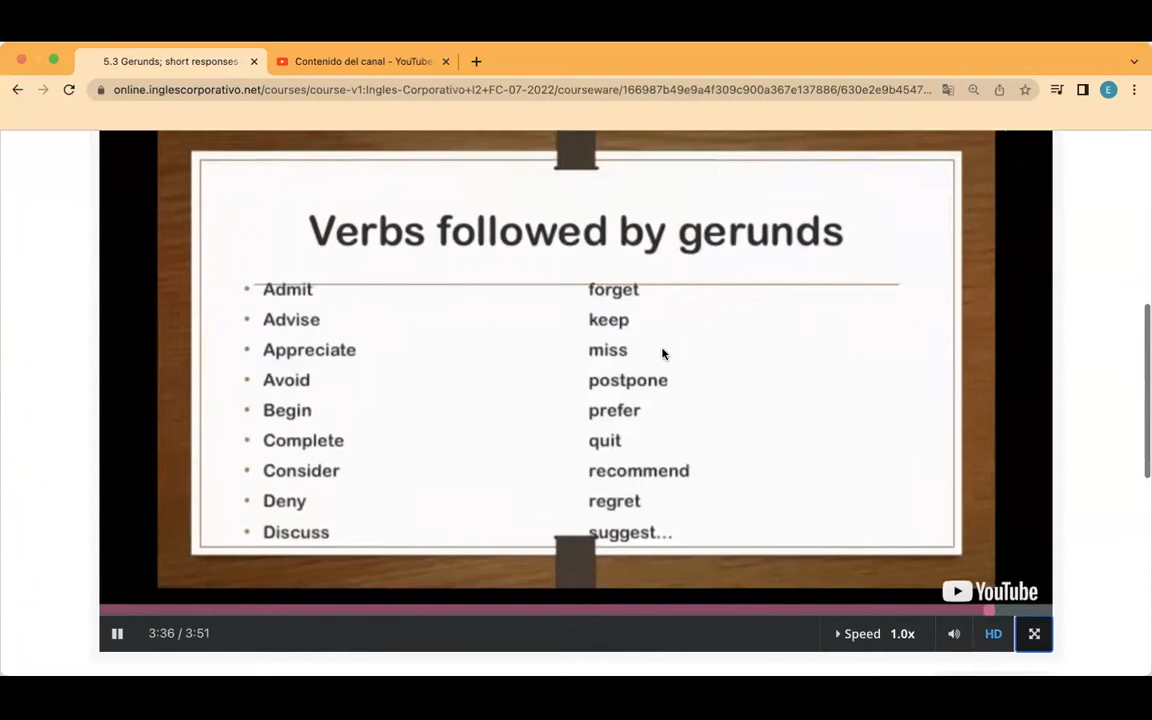 5.3 Gerunds; short responses
Contenido del canal - YouTube
online.inglescorporativo.net/courses/course-v1:Ingles-Corporativo+I2+FC-07-2022/courseware/166987b49e9a4f309c900a367e137886/630e2e9b4547...
E
Verbs followed by gerunds
• Admit
• Advise
• Appreciate
• Avoid
• Begin
• Complete
• Consider
• Deny
• Discuss
forget
keep
miss
postpone
prefer
quit
recommend
regret
suggest...
YouTube
3:36 / 3:51
Speed 1.0x
HD